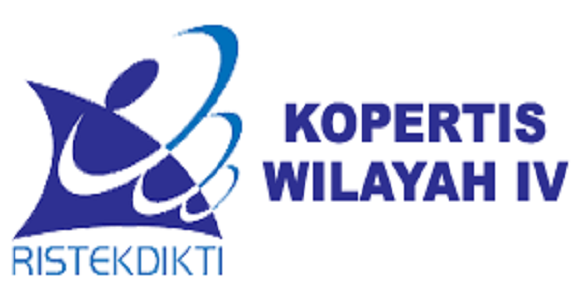 KOPERTIS
WILAYAH IV
RISTEKDIKTI